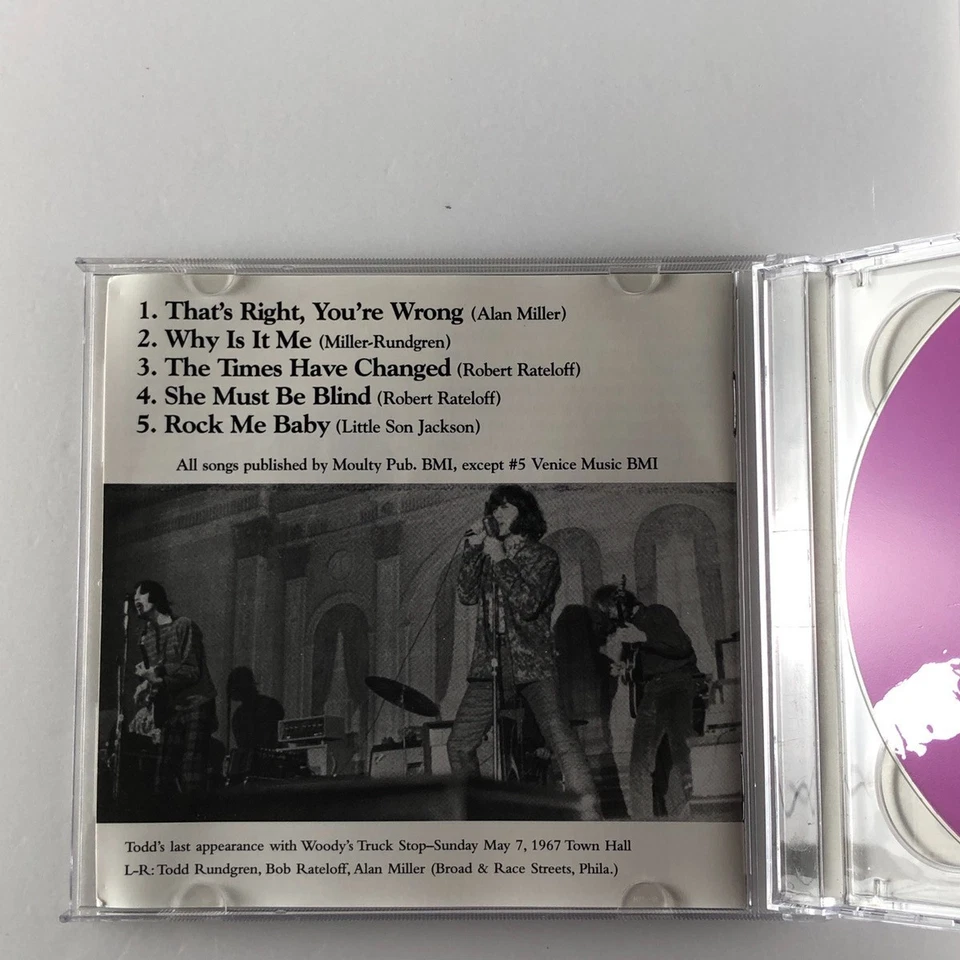 1. That's Right, You're Wrong (Alan Miller)
2. Why Is It Me (Miller-Rundgren)
3. The Times Have Changed (Robert Rateloff)
4. She Must Be Blind (Robert Rateloff)
5. Rock Me Baby (Little Son Jackson)
All songs published by Moulty Pub. BMI, except #5 Venice Music BMI
Todd's last appearance with Woody's Truck Stop–Sunday May 7, 1967 Town Hall
L-R: Todd Rundgren, Bob Rateloff, Alan Miller (Broad & Race Streets, Phila.)